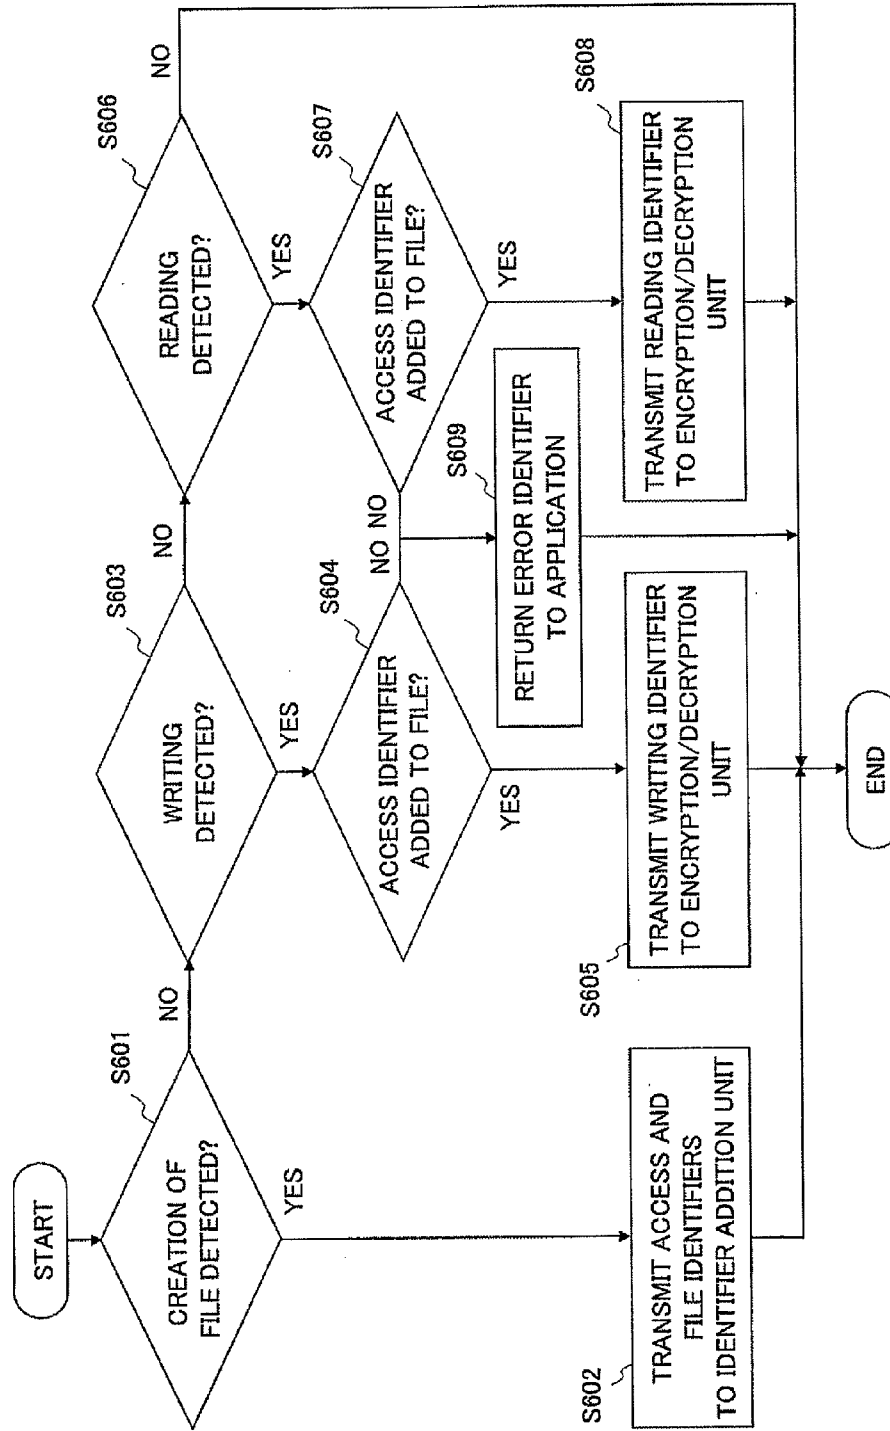 START
S601
CREATION OF
FILE DETECTED?
NO
YES
S602
TRANSMIT ACCESS AND
FILE IDENTIFIERS
TO IDENTIFIER ADDITION UNIT
S603
WRITING
DETECTED?
NO
YES
S604
ACCESS IDENTIFIER
ADDED TO FILE?
NO
YES
S605
TRANSMIT WRITING IDENTIFIER
TO ENCRYPTION/DECRYPTION
UNIT
S606
READING
DETECTED?
NO
YES
S607
ACCESS IDENTIFIER
ADDED TO FILE?
NO
YES
S609
RETURN ERROR IDENTIFIER
TO APPLICATION
S608
TRANSMIT READING IDENTIFIER
TO ENCRYPTION/DECRYPTION
UNIT
END